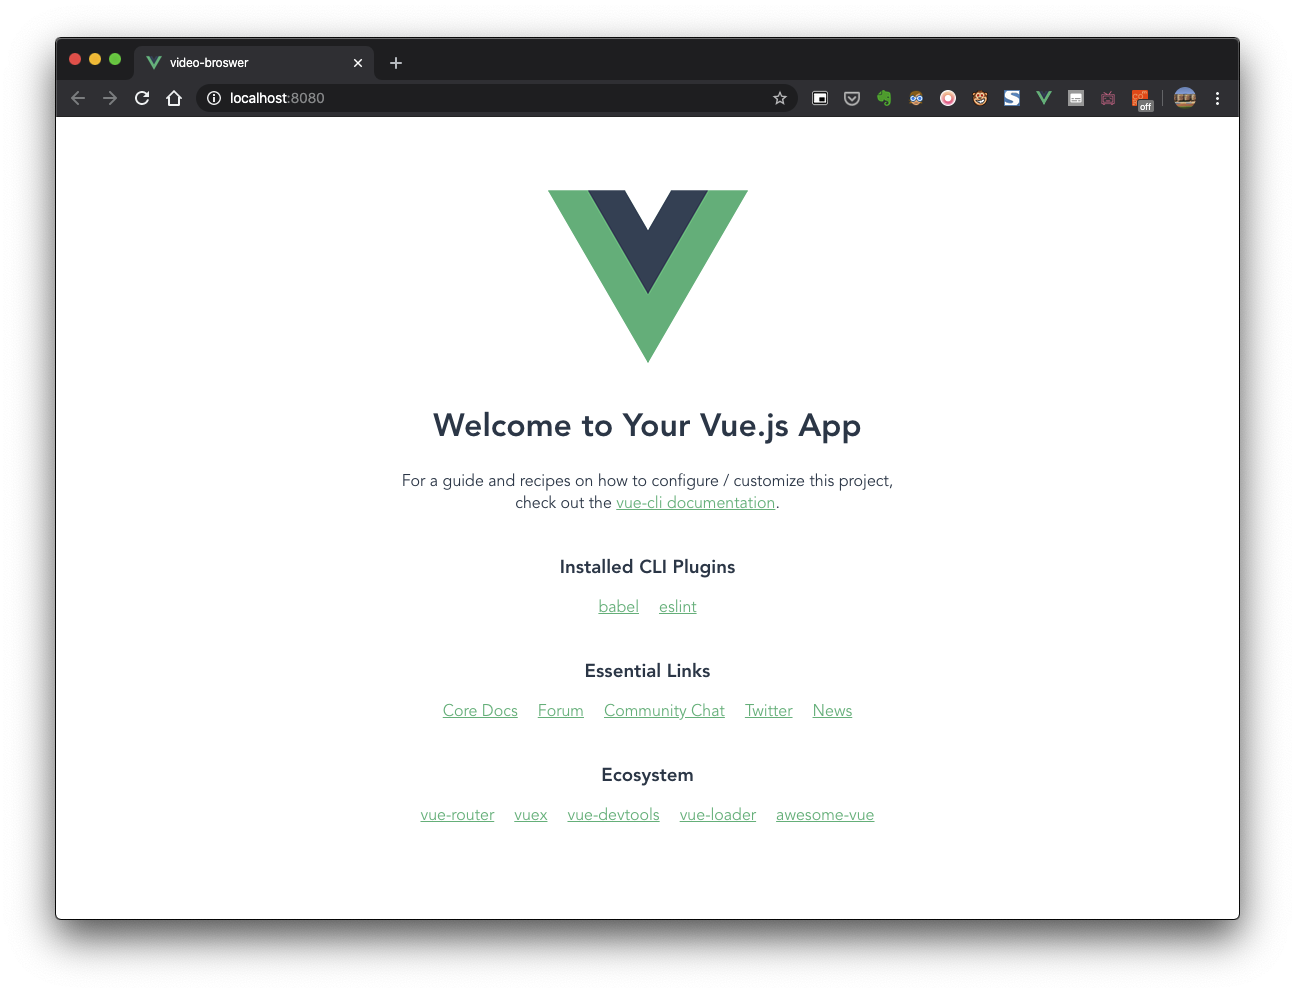 video-broswer
localhost:8080
off
Welcome to Your Vue.js App
For a guide and recipes on how to configure / customize this project,
check out the vue-cli documentation.
Installed CLI Plugins
babel eslint
Essential Links
Core Docs Forum Community Chat Twitter News
Ecosystem
vue-router vuex vue-devtools vue-loader awesome-vue